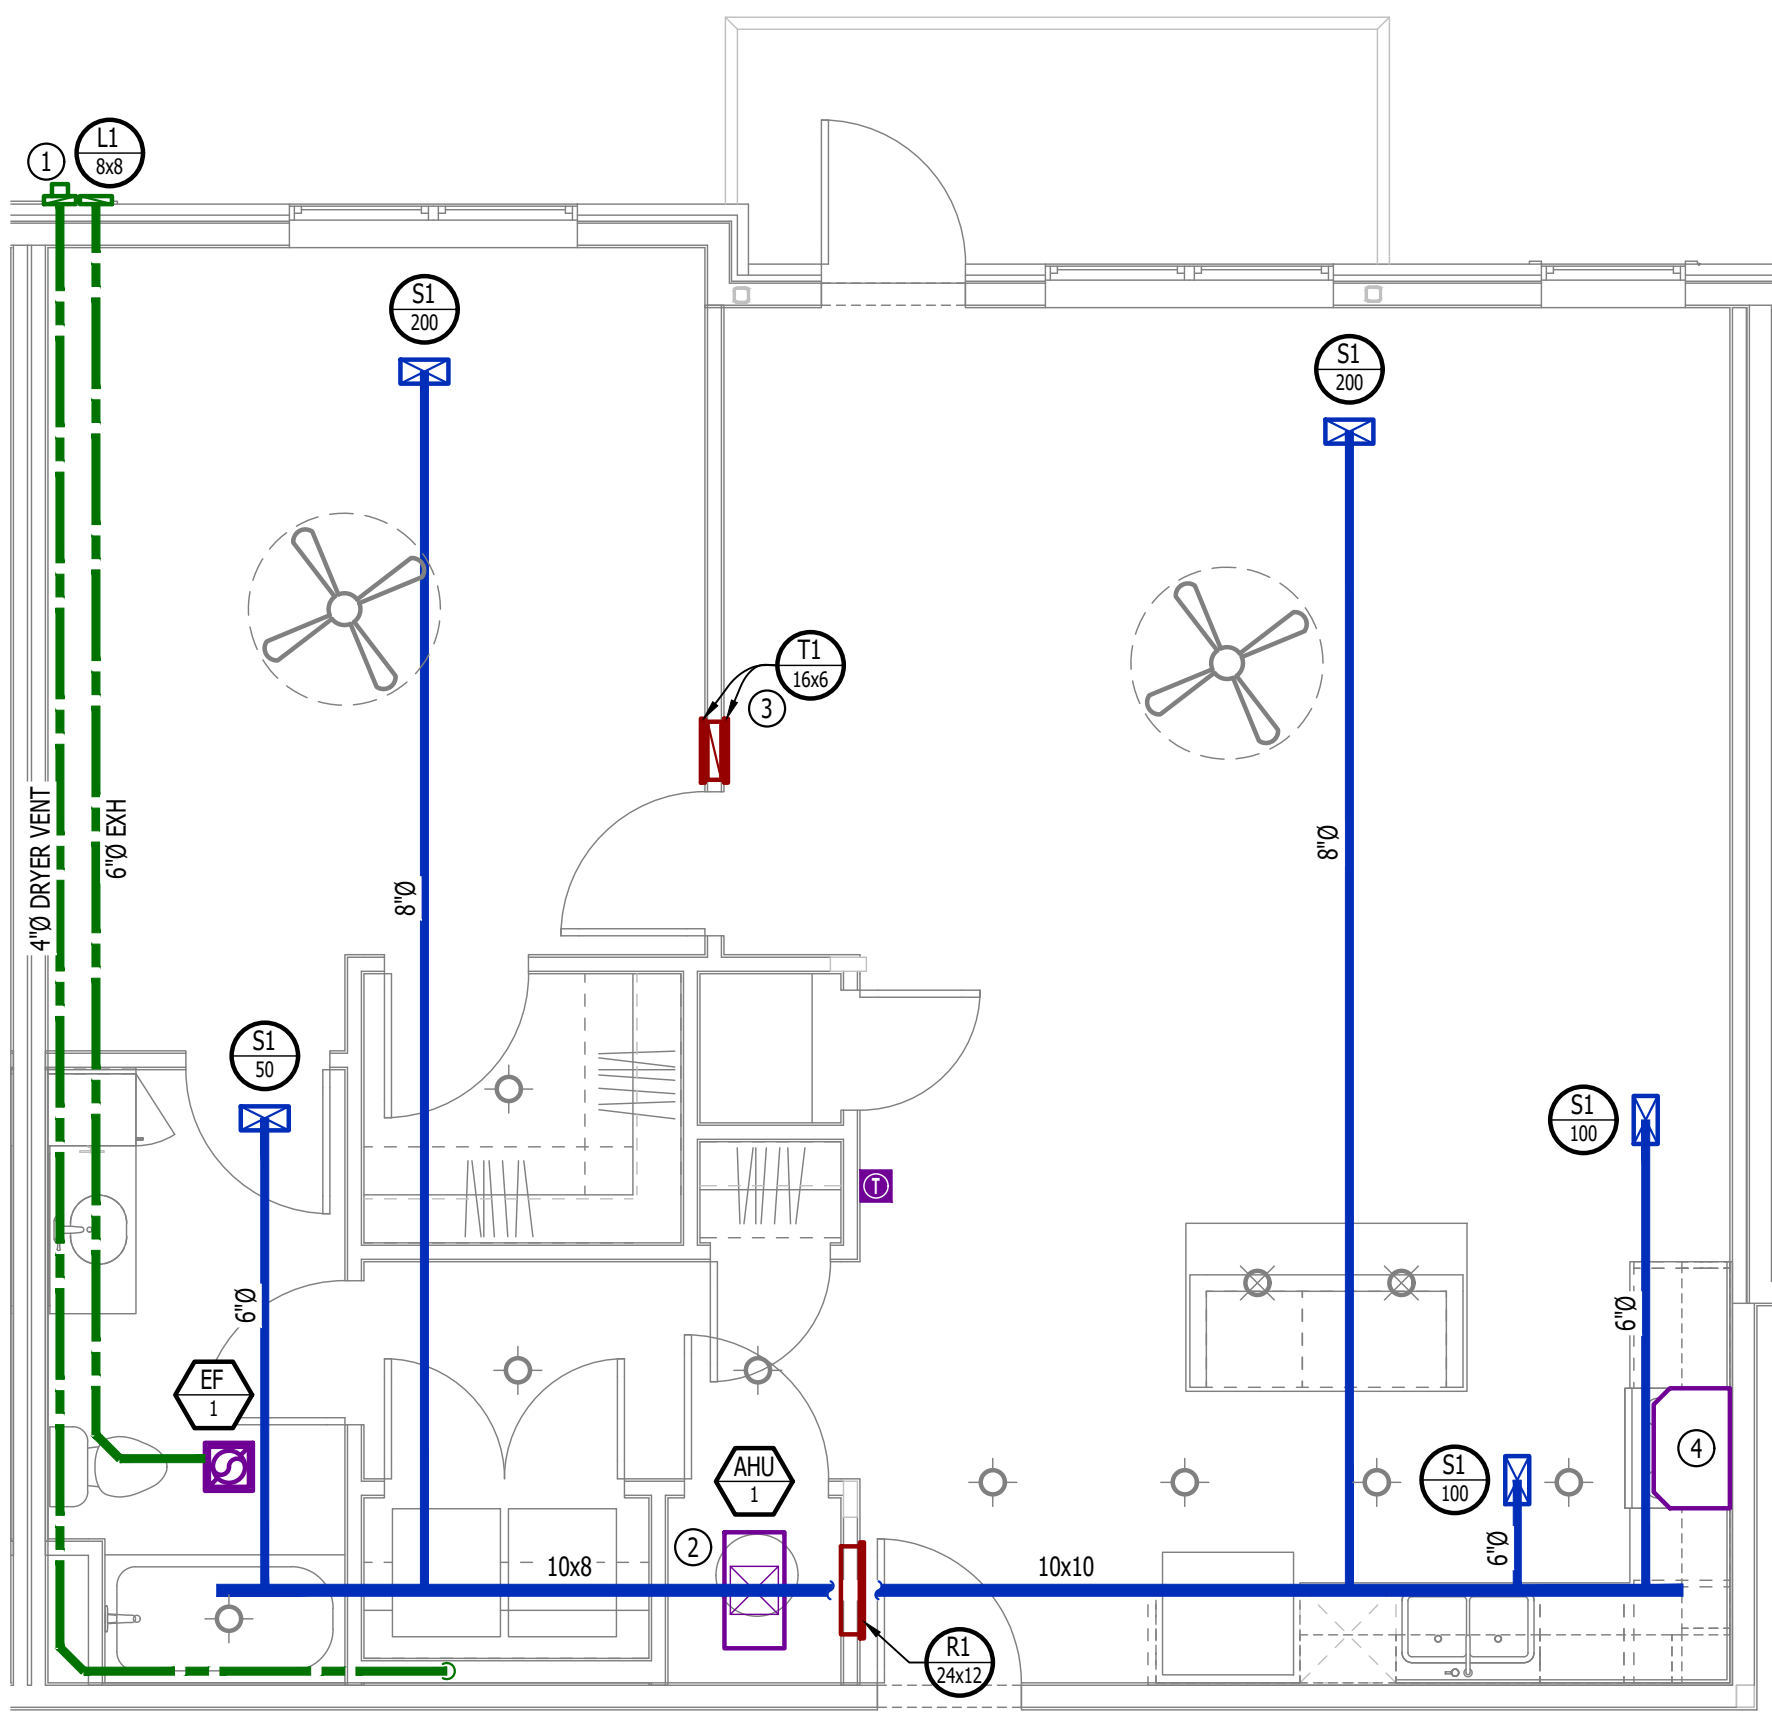 1
L1
8x8
S1
200
S1
200
T1
16x6
3
4"Ø DRYER VENT
6"Ø EXH
8"Ø
8"Ø
S1
50
S1
100
T
6"Ø
6"Ø
EF
1
AHU
1
S1
100
4
2
6"Ø
10x8
10x10
R1
24x12